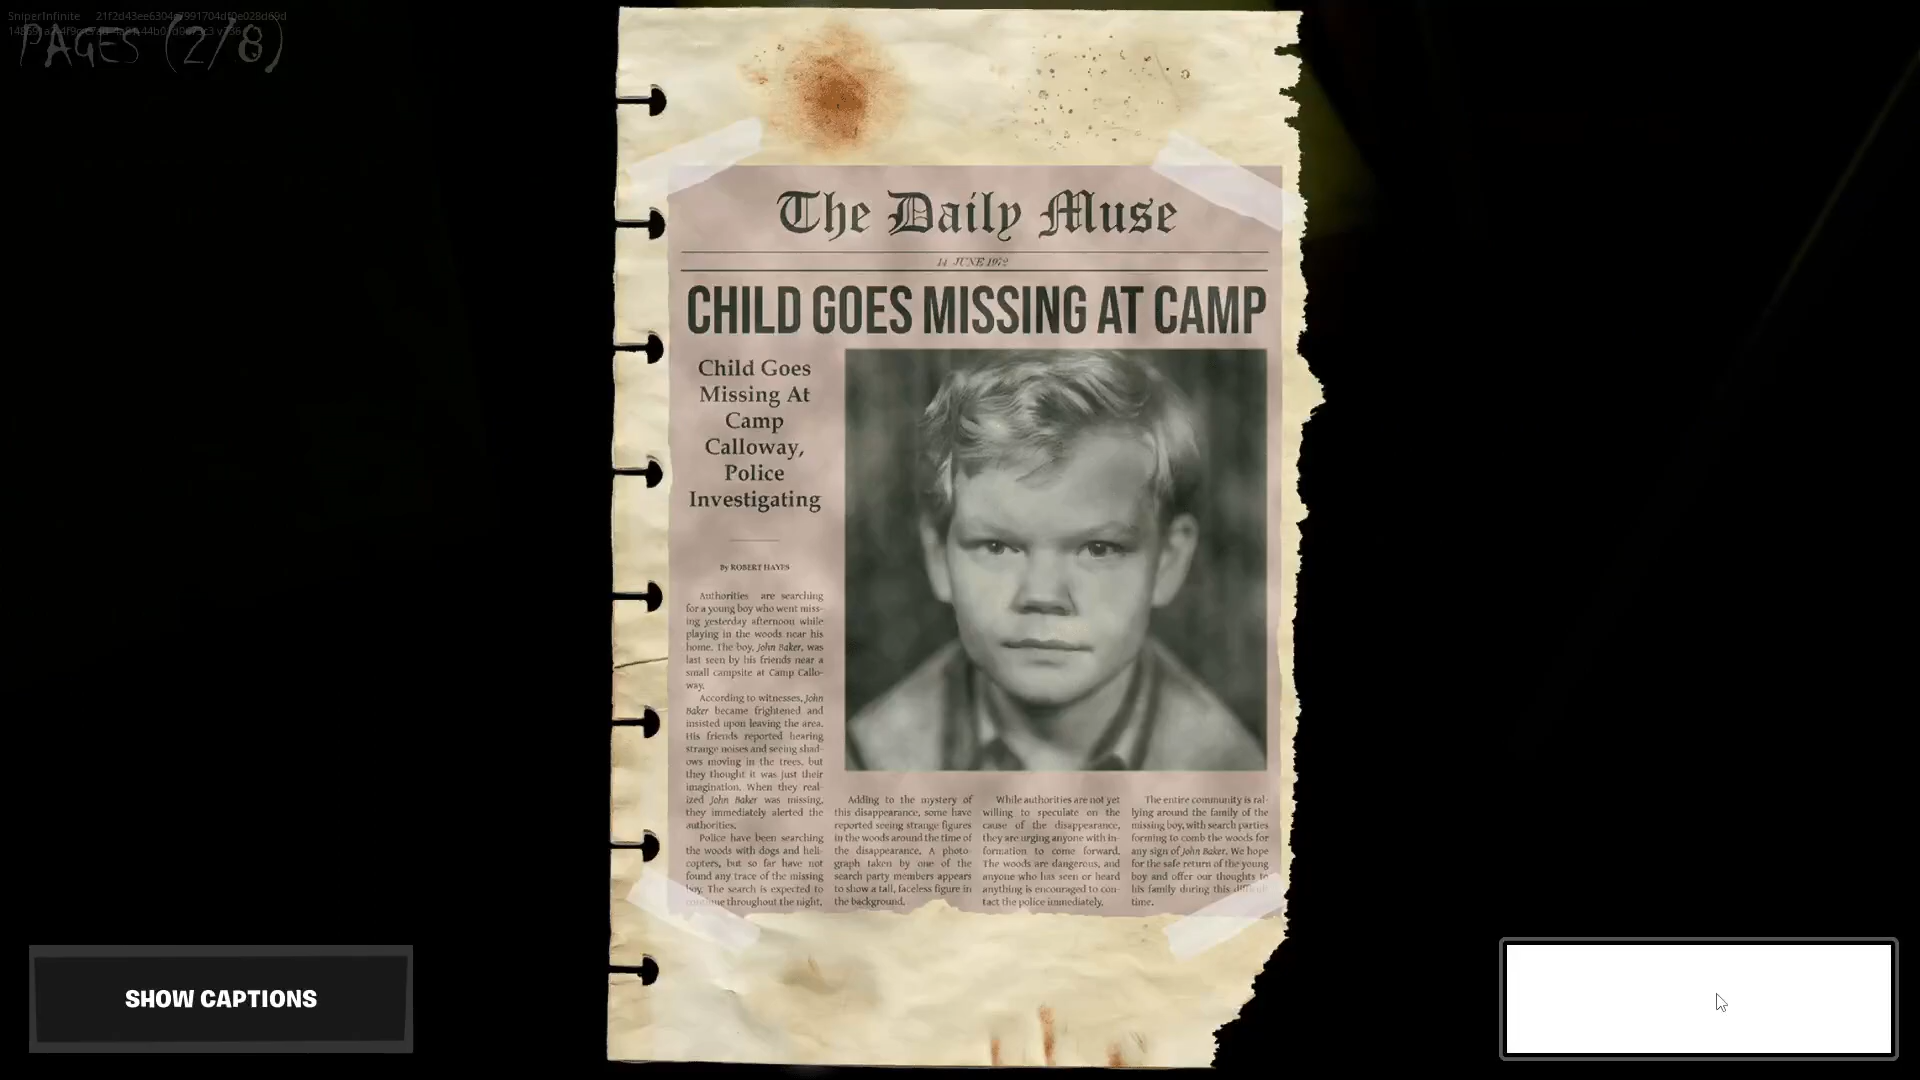 SniperInfinite
PAGES (2/8)
The Daily Muse
14 JUNE 1972
CHILD GOES MISSING AT CAMP
Child Goes
Missing At
Camp
Calloway,
Police
Investigating
By ROBERT HAYES
Authorities are searching
for a young boy who went miss-
ing yesterday afternoon while
playing in the woods near his
home. The boy, John Baker, was
last seen by his friends near a
small campsite at Camp Callo-
way.
According to witnesses, John
Baker became frightened and
insisted upon leaving the area.
His friends reported hearing
strange noises and seeing shad-
ows moving in the trees, but
they thought it was just their
imagination. When they real-
ized John Baker was missing,
they immediately alerted the
authorities.
Police have been searching
the woods with dogs and heli-
copters, but so far have not
found any trace of the missing
boy. The search is expected to
continue throughout the night.
Adding to the mystery of
this disappearance, some have
reported seeing strange figures
in the woods around the time of
the disappearance. A photo-
graph taken by one of the
search party members appears
to show a tall, faceless figure in
the background.
While authorities are not yet
willing to speculate on the
cause of the disappearance,
they are urging anyone with in-
formation to come forward.
The woods are dangerous, and
anyone who has seen or heard
anything is encouraged to con-
tact the police immediately.
The entire community is ral-
lying around the family of the
missing boy, with search parties
forming to comb the woods for
any sign of John Baker. We hope
for the safe return of the young
boy and offer our thoughts to
his family during this difficult
time.
SHOW CAPTIONS